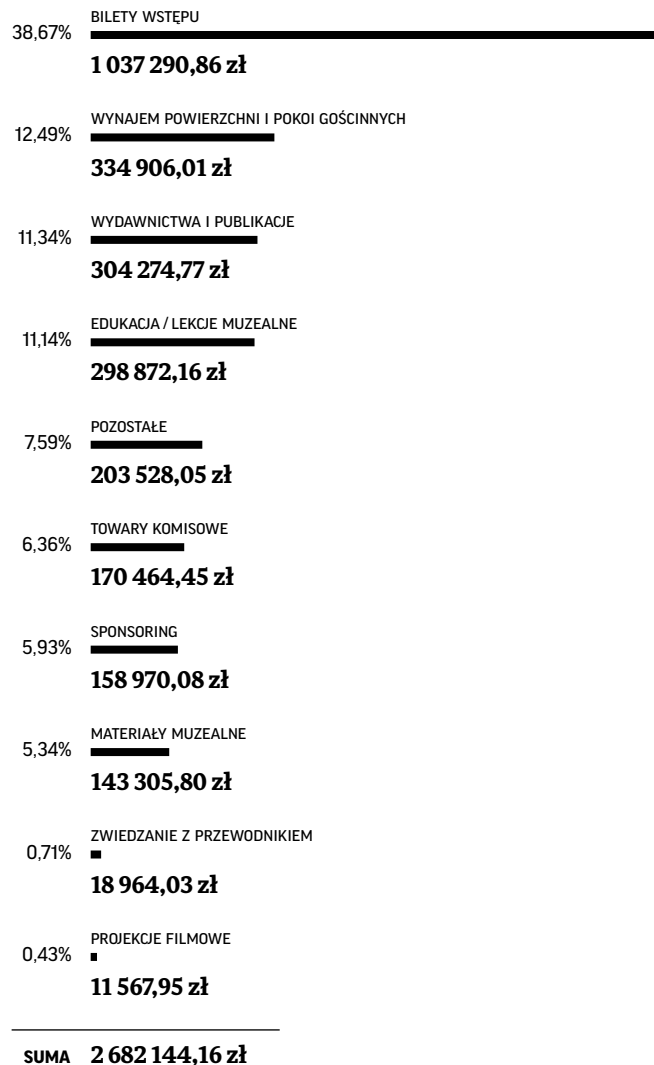 BILETY WSTĘPU
38,67%
1 037 290,86 zł
WYNAJEM POWIERZCHNI I POKOI GOŚCINNYCH
12,49%
334 906,01 zł
WYDAWNICTWA I PUBLIKACJE
11,34%
304 274,77 zł
EDUKACJA / LEKCJE MUZEALNE
11,14%
298 872,16 zł
POZOSTAŁE
7,59%
203 528,05 zł
TOWARY KOMISOWE
6,36%
170 464,45 zł
SPONSORING
5,93%
158 970,08 zł
MATERIAŁY MUZEALNE
5,34%
143 305,80 zł
ZWIEDZANIE Z PRZEWODNIKIEM
0,71%
18 964,03 zł
PROJEKCJE FILMOWE
0,43%
11 567,95 zł
SUMA 2 682 144,16 zł